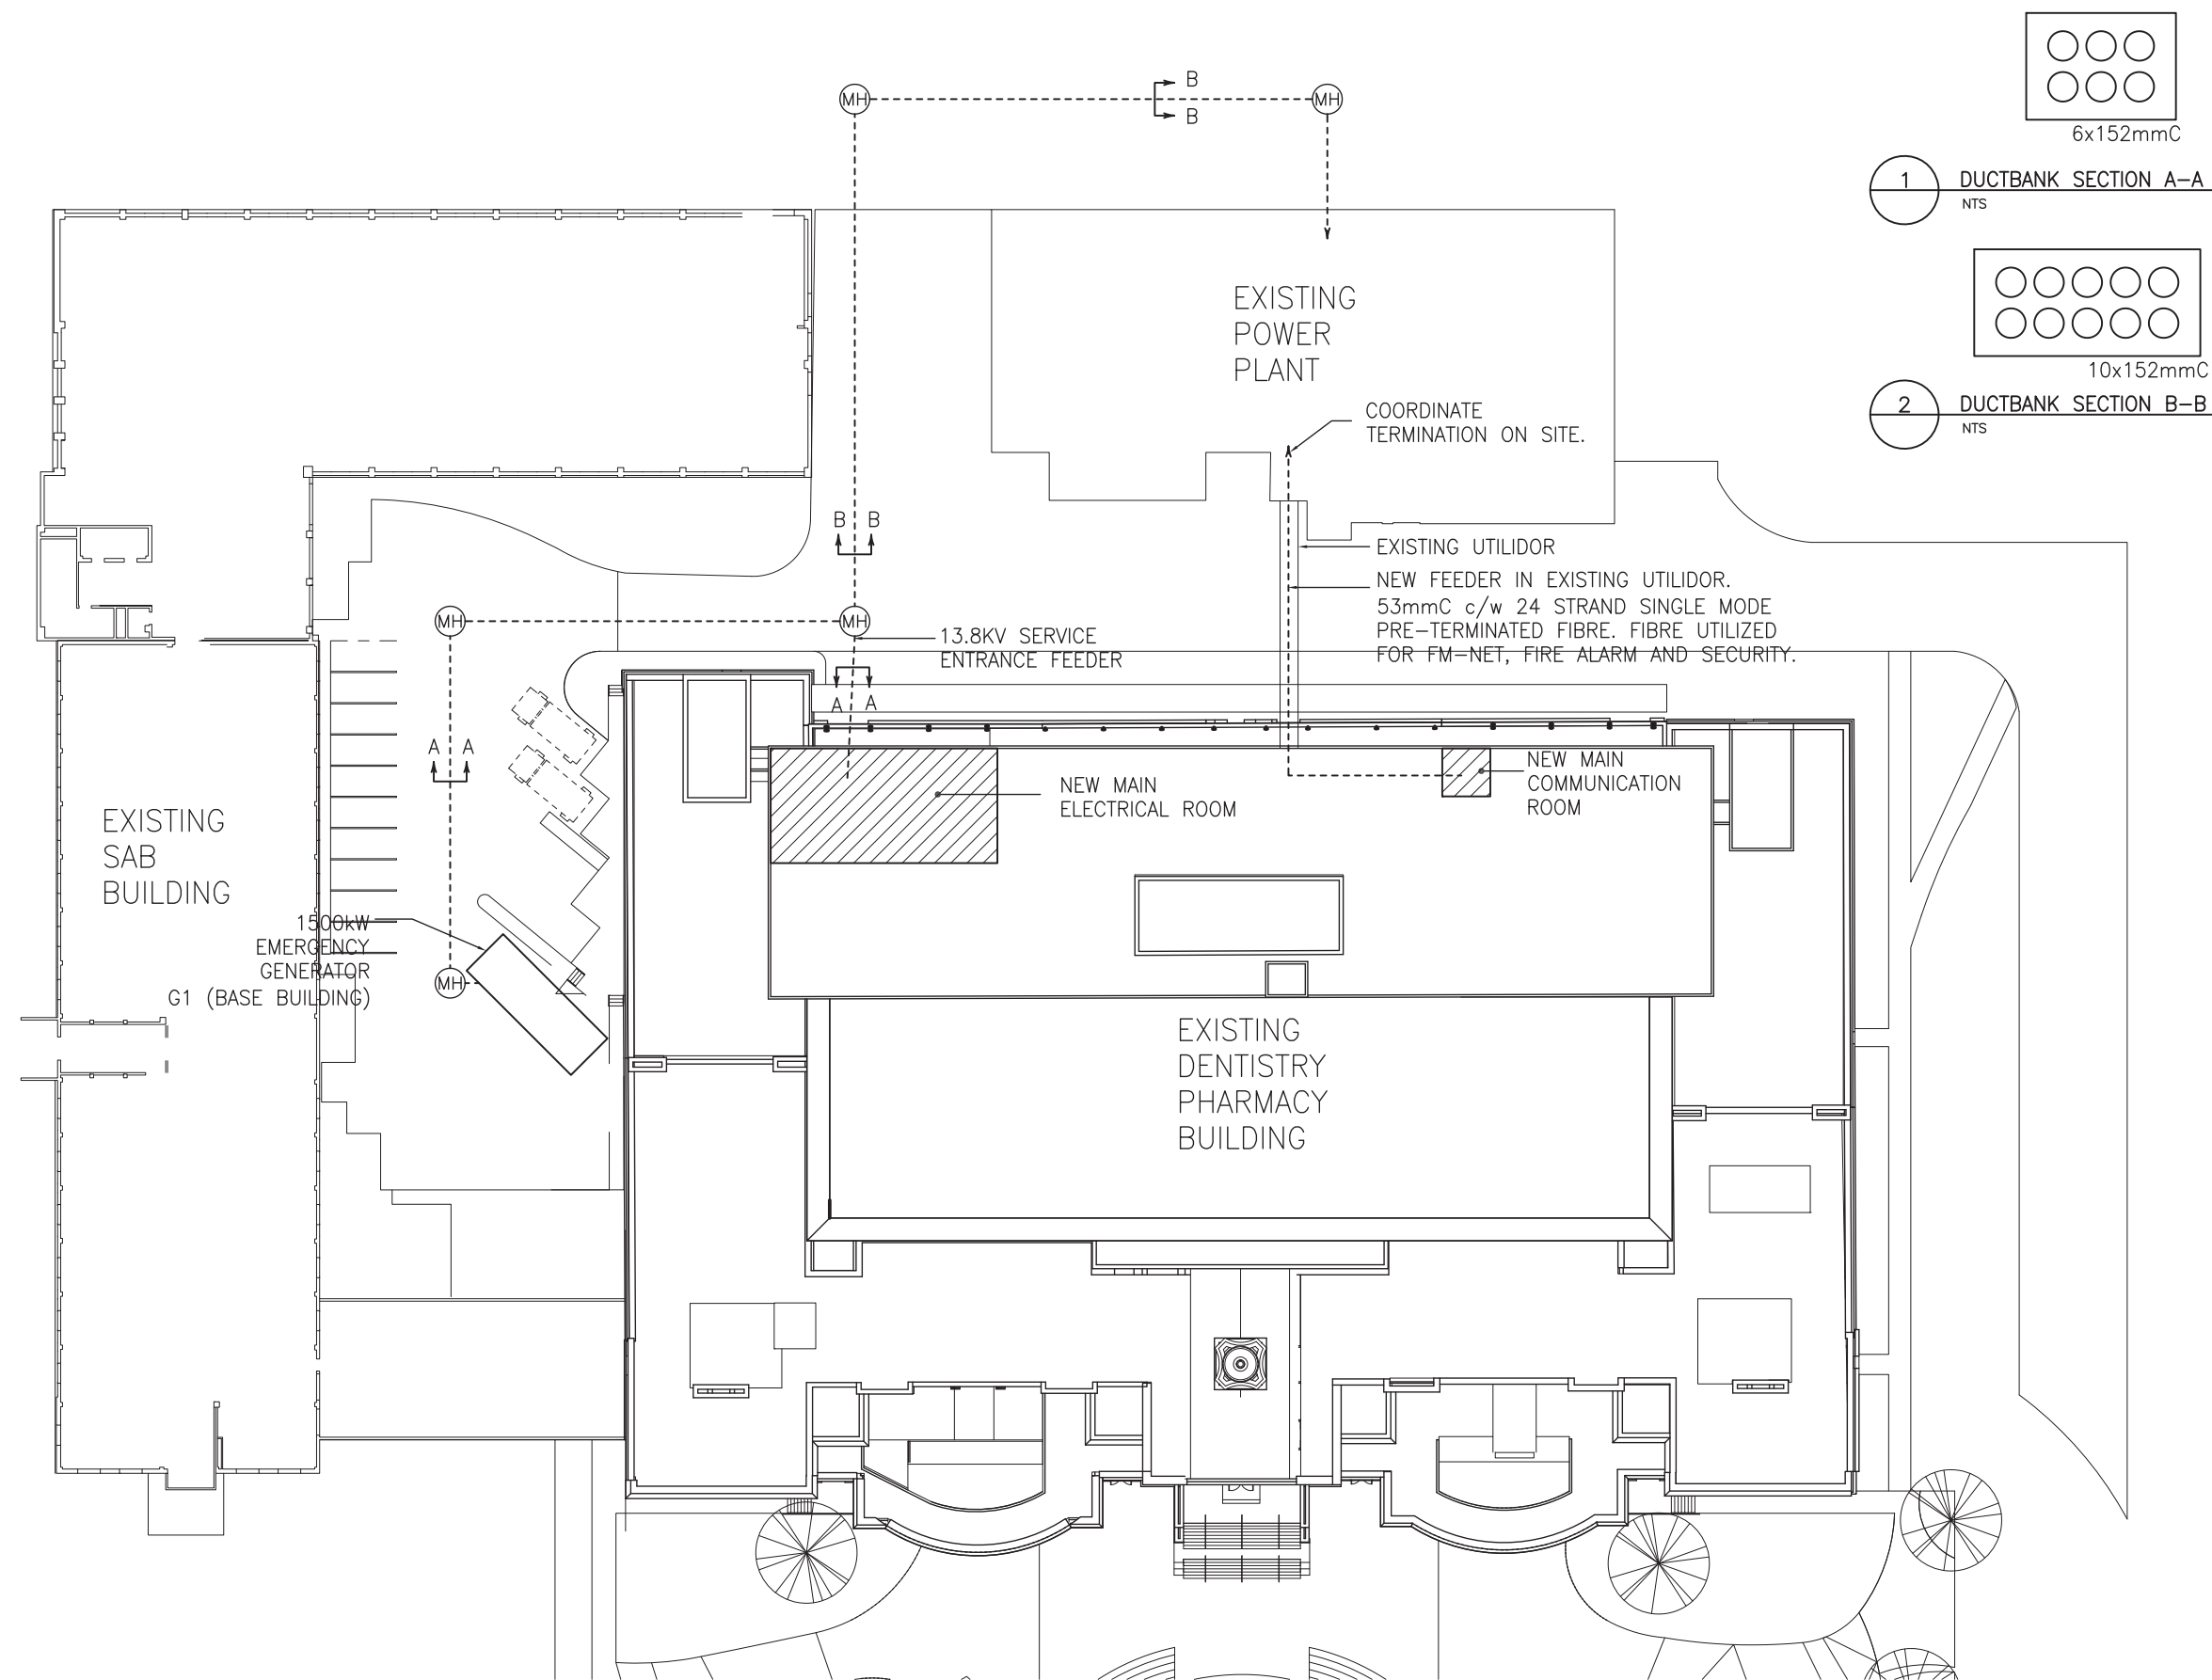 6x152mmC
1
DUCTBANK SECTION A-A
NTS
10x152mmC
2
DUCTBANK SECTION B-B
NTS
MH
B
B
MH
EXISTING
POWER
PLANT
COORDINATE
TERMINATION ON SITE.
B B
EXISTING UTILIDOR
NEW FEEDER IN EXISTING UTILIDOR.
53mmC c/w 24 STRAND SINGLE MODE
PRE-TERMINATED FIBRE. FIBRE UTILIZED
FOR FM-NET, FIRE ALARM AND SECURITY.
MH
MH
13.8KV SERVICE
ENTRANCE FEEDER
A A
A A
NEW MAIN
ELECTRICAL ROOM
NEW MAIN
COMMUNICATION
ROOM
EXISTING
SAB
BUILDING
1500kW
EMERGENCY
GENERATOR
G1 (BASE BUILDING)
MH
EXISTING
DENTISTRY
PHARMACY
BUILDING